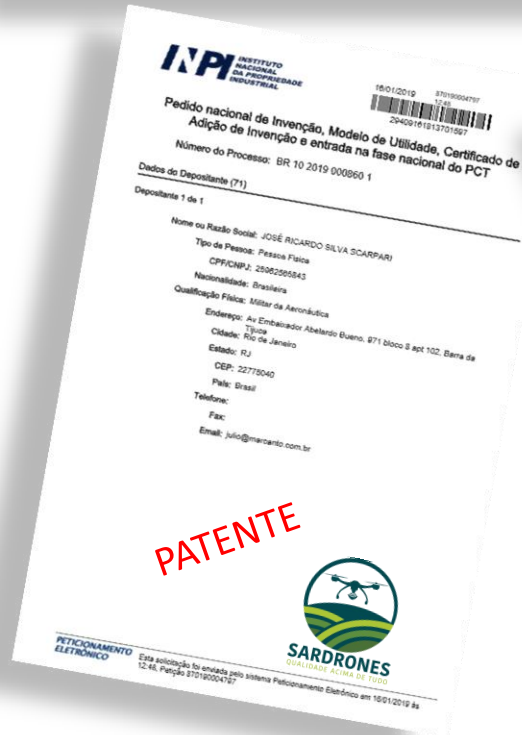 INPI
INSTITUTO
NACIONAL
DA PROPRIEDADE
INDUSTRIAL
16/01/2019 870190004797
12:48
29409161813701597
Pedido nacional de Invenção, Modelo de Utilidade, Certificado de
Adição de Invenção e entrada na fase nacional do PCT
Número do Processo: BR 10 2019 000860 1
Dados do Depositante (71)
Depositante 1 de 1
Nome ou Razão Social: JOSÉ RICARDO SILVA SCARPARI
Tipo de Pessoa: Pessoa Física
CPF/CNPJ: 25982565843
Nacionalidade: Brasileira
Qualificação Física: Militar da Aeronáutica
Endereço: Av Embaixador Abelardo Bueno, 971 bloco 8 apt 102, Barra da
Tijuca
Cidade: Rio de Janeiro
Estado: RJ
CEP: 22775040
País: Brasil
Telefone:
Fax:
Email: julio@marcanto.com.br
PATENTE
SARDRONES
QUALIDADE ACIMA DE TUDO
PETICIONAMENTO
ELETRÔNICO
Esta solicitação foi enviada pelo sistema Peticionamento Eletrônico em 16/01/2019 às
12:48, Petição 870190004797